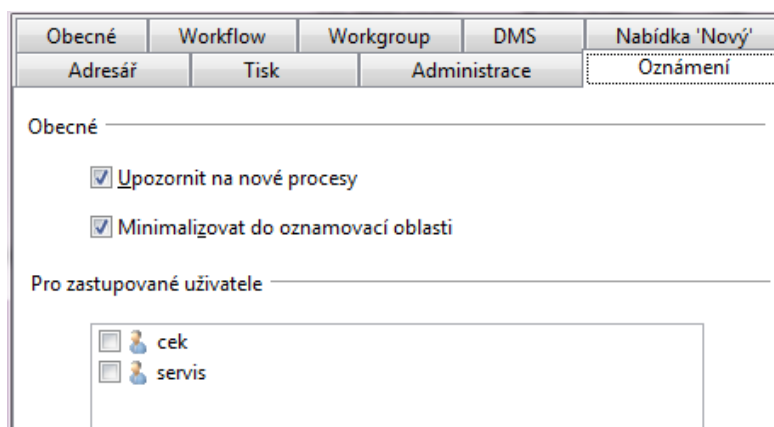 Obecné Workflow Workgroup DMS Nabídka 'Nový'
Adresář Tisk Administrace Oznámení
Obecné
Upozornit na nové procesy
Minimalizovat do oznamovací oblasti
Pro zastupované uživatele
cek
servis